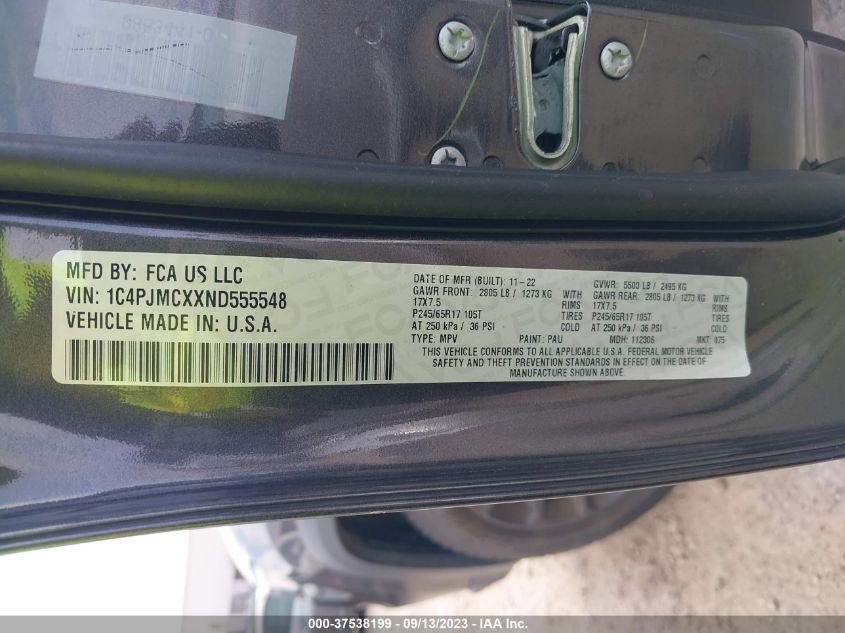 MFD BY: FCA US LLC
VIN: 1C4PJMCXXND555548
VEHICLE MADE IN: U.S.A.
DATE OF MFR (BUILT): 11-22
GVWR: 5500 LB / 2495 KG
GAWR FRONT: 2805 LB / 1273 KG
WITH
GAWR REAR: 2805 LB / 1273 KG
WITH
17X7.5
RIMS
17X7.5
RIMS
P245/65R17 105T
TIRES
P245/65R17 105T
TIRES
AT 250 kPa / 36 PSI
COLD
AT 250 kPa / 36 PSI
COLD
TYPE: MPV
PAINT: PAU
MDH: 112306
MKT: 075
THIS VEHICLE CONFORMS TO ALL APPLICABLE U.S.A. FEDERAL MOTOR VEHICLE
SAFETY AND THEFT PREVENTION STANDARDS IN EFFECT ON THE DATE OF
MANUFACTURE SHOWN ABOVE.
000-37538199 - 09/13/2023 - IAA Inc.